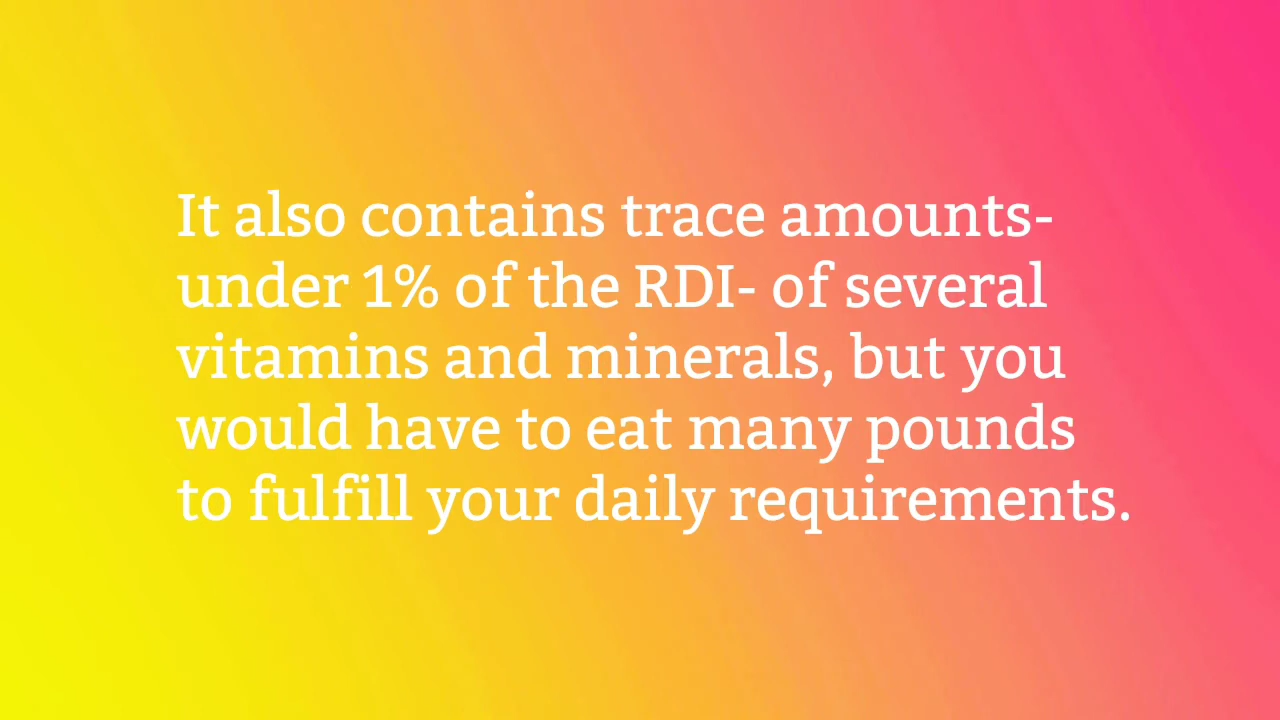 It also contains trace amounts-
under 1% of the RDI- of several
vitamins and minerals, but you
would have to eat many pounds
to fulfill your daily requirements.